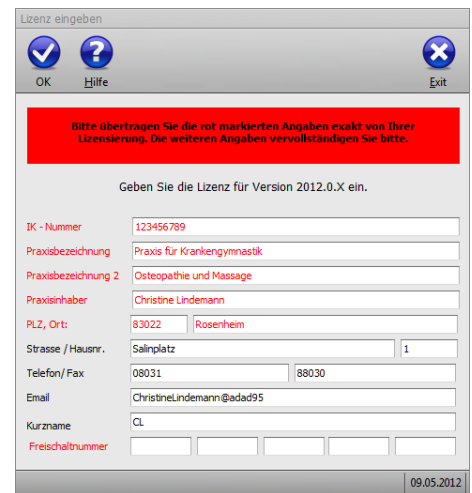 Lizenz eingeben
OK Hilfe Exit
Bitte übertragen Sie die rot markierten Angaben exakt von Ihrer
Lizensierung. Die weiteren Angaben vervollständigen Sie bitte.
Geben Sie die Lizenz für Version 2012.0.X ein.
IK - Nummer 123456789
Praxisbezeichnung Praxis für Krankengymnastik
Praxisbezeichnung 2 Osteopathie und Massage
Praxisinhaber Christine Lindemann
PLZ, Ort: 83022 Rosenheim
Strasse / Hausnr. Salinplatz 1
Telefon/ Fax 08031 88030
Email ChristineLindemann@adad95
Kurzname CL
Freischaltnummer
09.05.2012